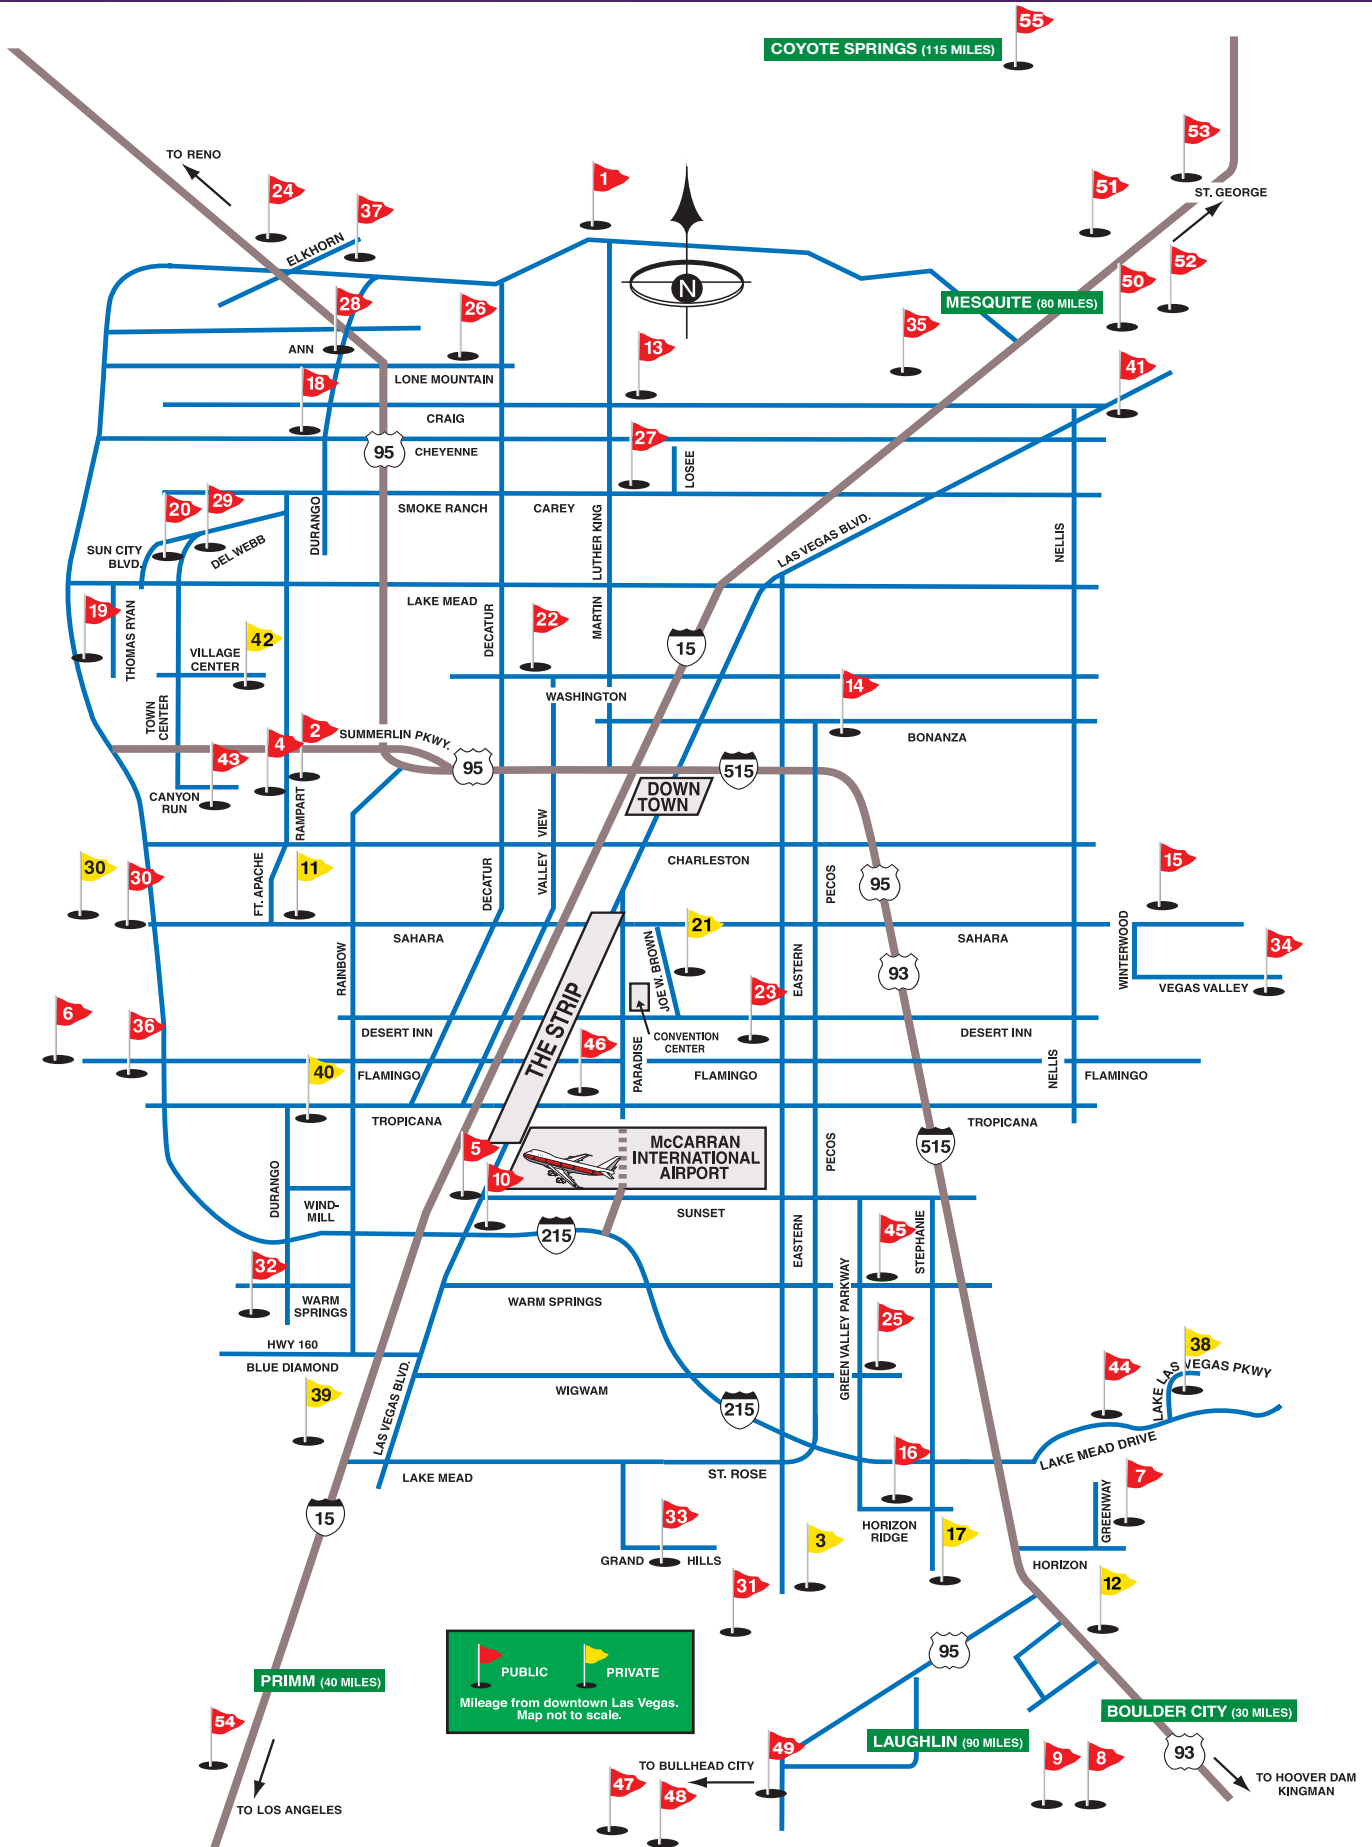 55
COYOTE SPRINGS (115 MILES)
53
TO RENO
24
1
51
ST. GEORGE
37
ELKHORN
52
50
N
MESQUITE (80 MILES)
28
26
35
13
ANN
41
LONE MOUNTAIN
18
CRAIG
27
95
CHEYENNE
LOSEE
20
29
SMOKE RANCH
CAREY
DURANGO
MARTIN LUTHER KING
LAS VEGAS BLVD.
NELLIS
SUN CITY
BLVD.
DEL WEBB
19
THOMAS RYAN
LAKE MEAD
DECATUR
22
42
VILLAGE
CENTER
15
14
WASHINGTON
TOWN
CENTER
2
4
SUMMERLIN PKWY.
BONANZA
43
95
515
CANYON
RUN
RAMPART
DOWN
TOWN
VALLEY VIEW
30
30
FT. APACHE
11
DECATUR
CHARLESTON
PECOS
95
15
21
SAHARA
SAHARA
WINTERWOOD
34
RAINBOW
JOE W. BROWN
EASTERN
93
VEGAS VALLEY
6
36
23
THE STRIP
DESERT INN
CONVENTION
CENTER
DESERT INN
46
PARADISE
40
FLAMINGO
FLAMINGO
NELLIS
FLAMINGO
TROPICANA
TROPICANA
5
McCARRAN
INTERNATIONAL
AIRPORT
PECOS
515
10
DURANGO
WIND-
MILL
SUNSET
215
EASTERN
45
STEPHANIE
32
GREEN VALLEY PARKWAY
WARM
SPRINGS
WARM SPRINGS
25
HWY 160
BLUE DIAMOND
38
44
LAKE LAS VEGAS PKWY
39
LAS VEGAS BLVD.
WIGWAM
215
16
LAKE MEAD DRIVE
LAKE MEAD
ST. ROSE
7
15
33
GREENWAY
HORIZON
RIDGE
17
3
GRAND
HILLS
HORIZON
31
12
95
PUBLIC
PRIVATE
Mileage from downtown Las Vegas.
Map not to scale.
PRIMM (40 MILES)
BOULDER CITY (30 MILES)
54
LAUGHLIN (90 MILES)
49
9
8
93
TO BULLHEAD CITY
47
48
TO HOOVER DAM
KINGMAN
TO LOS ANGELES